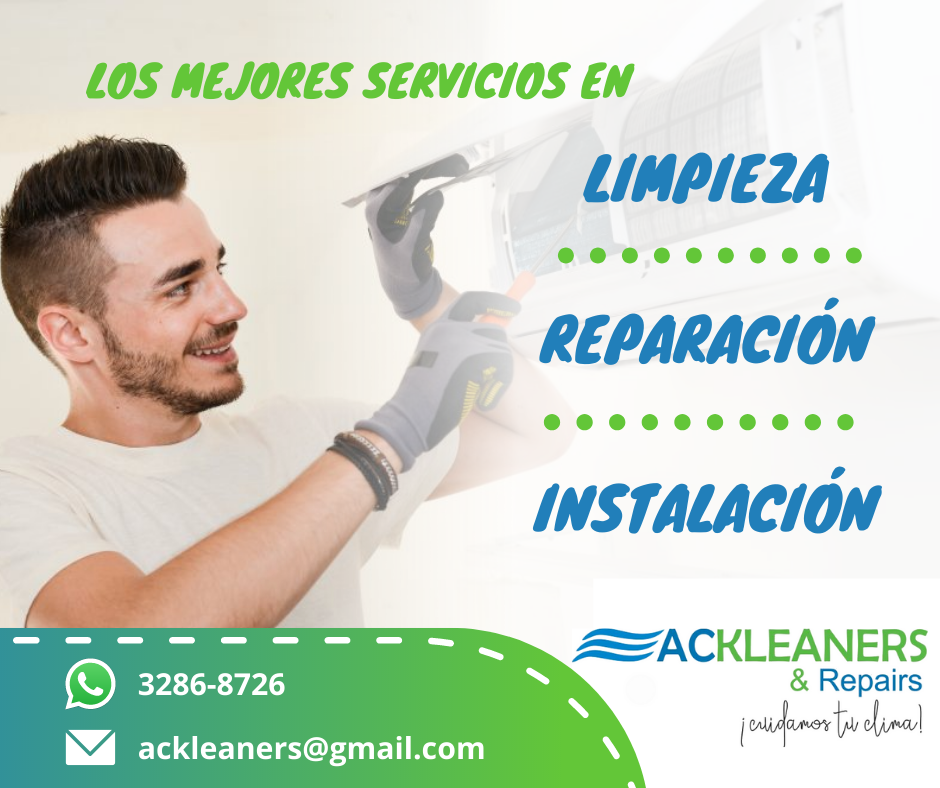 LOS MEJORES SERVICIOS EN
LIMPIEZA
REPARACIÓN
INSTALACIÓN
3286-8726
ackleaners@gmail.com
ACKLEANERS
& Repairs
¡cuidamos tu clima!